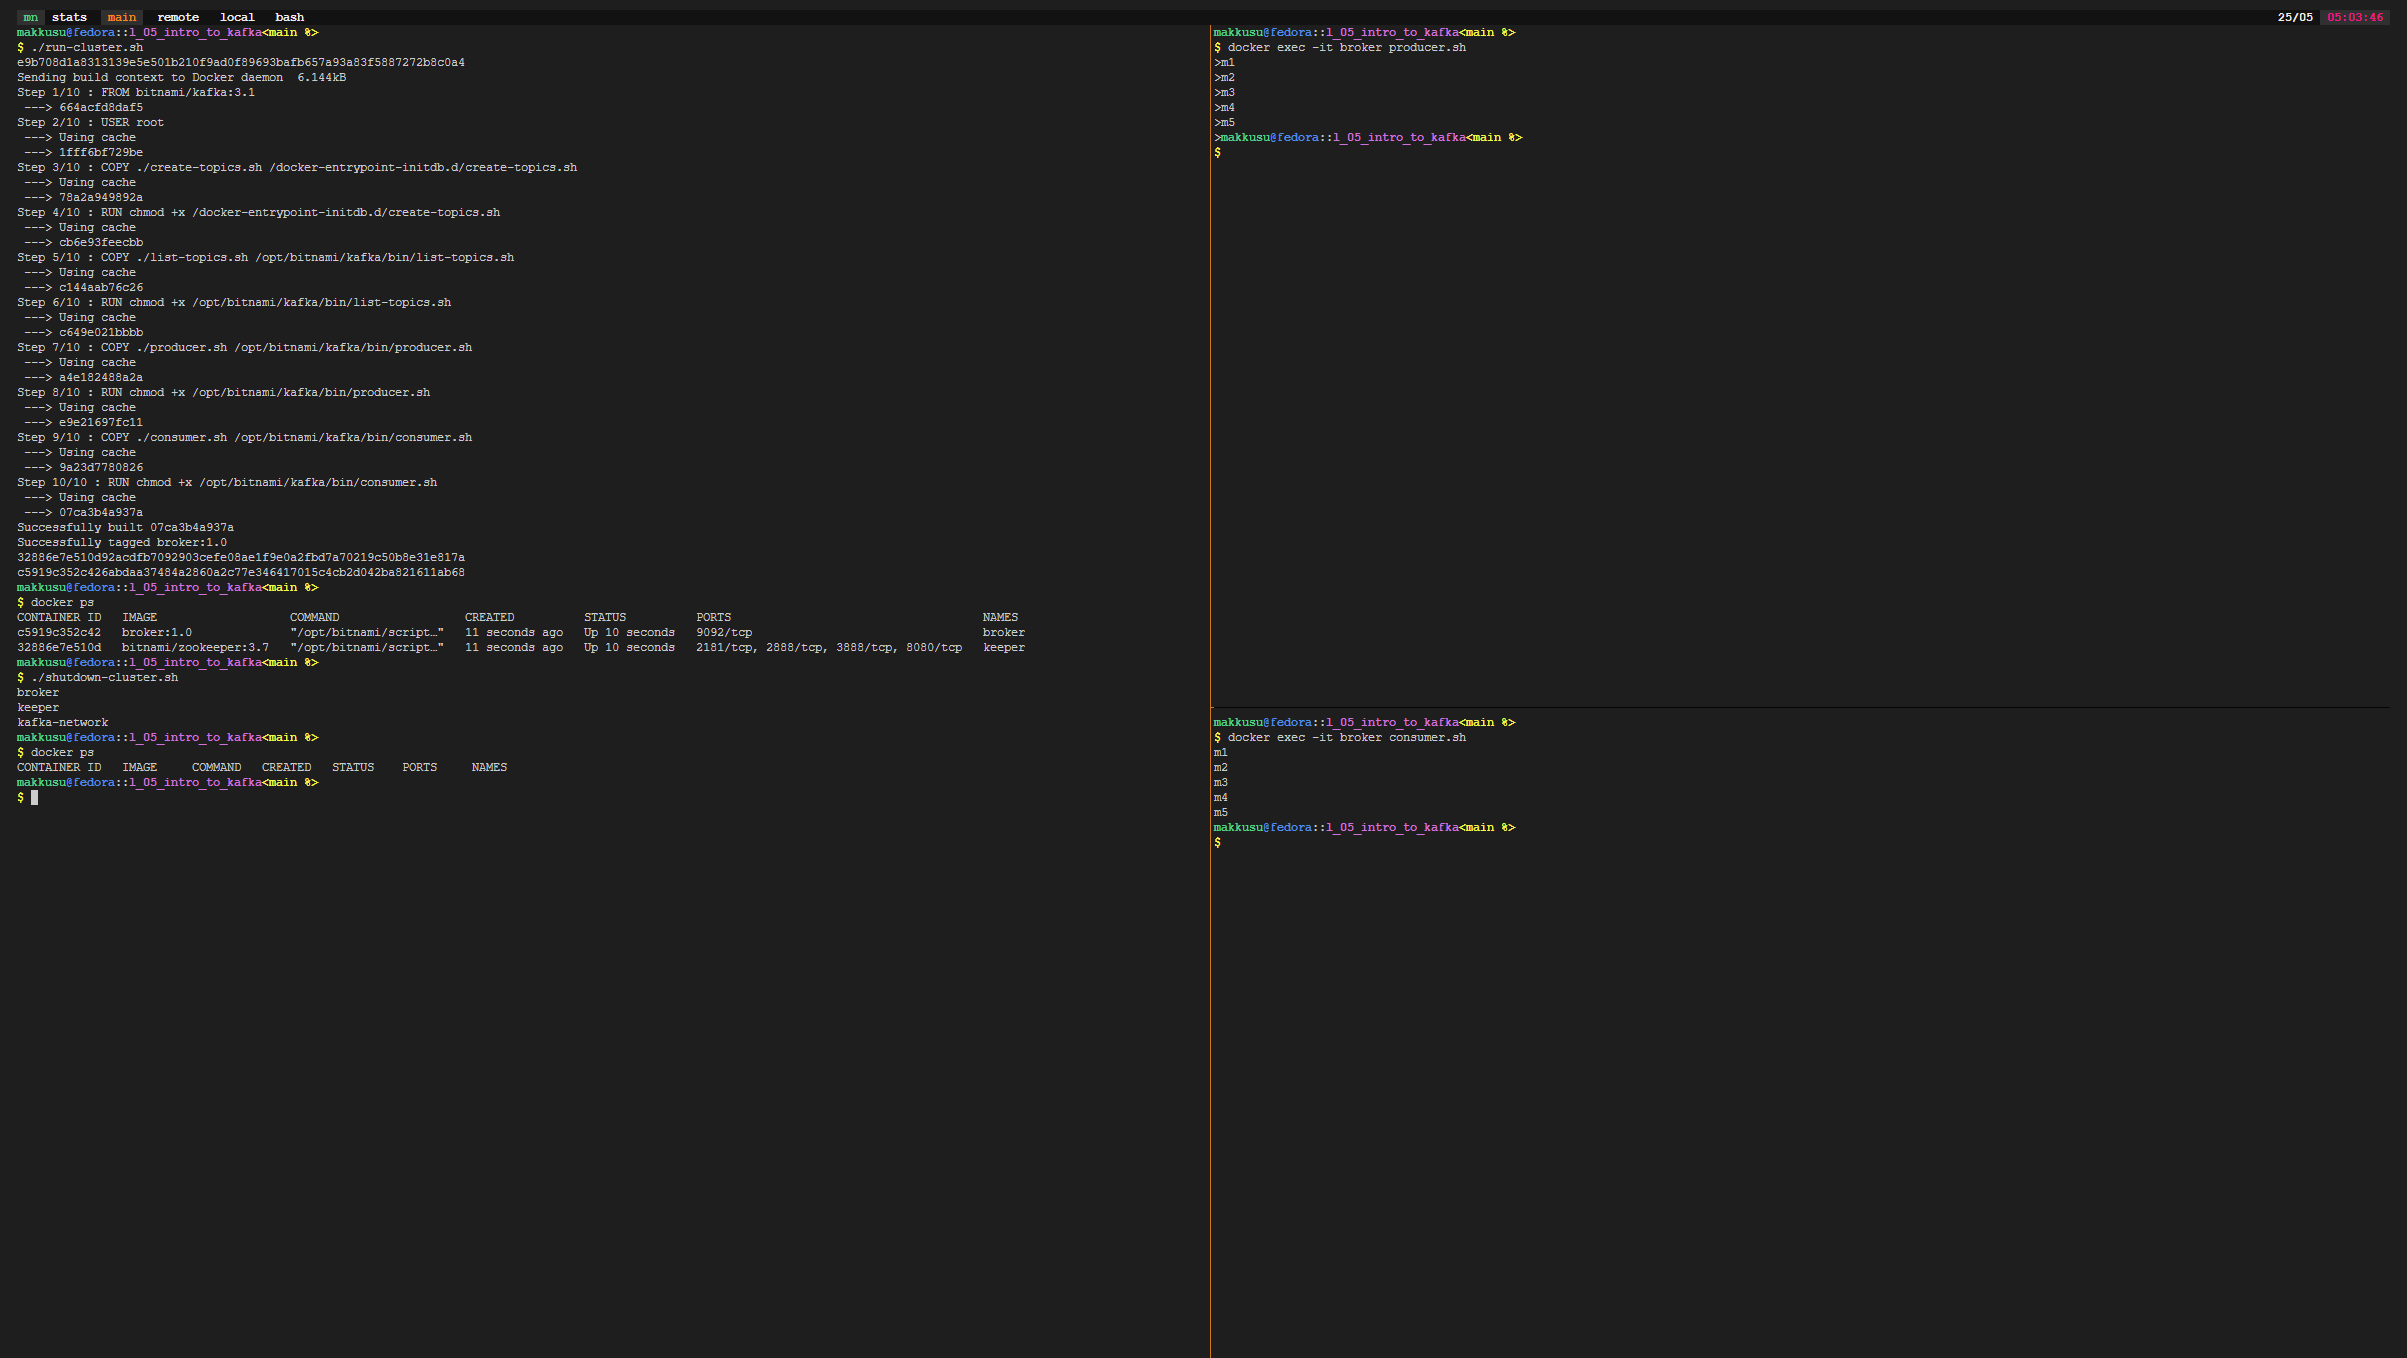 mn stats main remote local bash 25/05 05:03:46
makkusu@fedora::l_05_intro_to_kafka<main %>
$ ./run-cluster.sh
e9b708d1a8313139e5e501b210f9ad0f89693bafb657a93a83f5887272b8c0a4
Sending build context to Docker daemon  6.144kB
Step 1/10 : FROM bitnami/kafka:3.1
 ---> 664acfd8daf5
Step 2/10 : USER root
 ---> Using cache
 ---> 1fff6bf729be
Step 3/10 : COPY ./create-topics.sh /docker-entrypoint-initdb.d/create-topics.sh
 ---> Using cache
 ---> 78a2a949892a
Step 4/10 : RUN chmod +x /docker-entrypoint-initdb.d/create-topics.sh
 ---> Using cache
 ---> cb6e93feecbb
Step 5/10 : COPY ./list-topics.sh /opt/bitnami/kafka/bin/list-topics.sh
 ---> Using cache
 ---> c144aab76c26
Step 6/10 : RUN chmod +x /opt/bitnami/kafka/bin/list-topics.sh
 ---> Using cache
 ---> c649e021bbbb
Step 7/10 : COPY ./producer.sh /opt/bitnami/kafka/bin/producer.sh
 ---> Using cache
 ---> a4e182488a2a
Step 8/10 : RUN chmod +x /opt/bitnami/kafka/bin/producer.sh
 ---> Using cache
 ---> e9e21697fc11
Step 9/10 : COPY ./consumer.sh /opt/bitnami/kafka/bin/consumer.sh
 ---> Using cache
 ---> 9a23d7780826
Step 10/10 : RUN chmod +x /opt/bitnami/kafka/bin/consumer.sh
 ---> Using cache
 ---> 07ca3b4a937a
Successfully built 07ca3b4a937a
Successfully tagged broker:1.0
32886e7e510d92acdfb7092903cefe08ae1f9e0a2fbd7a70219c50b8e31e817a
c5919c352c426abdaa37484a2860a2c77e346417015c4cb2d042ba821611ab68
makkusu@fedora::l_05_intro_to_kafka<main %>
$ docker ps
CONTAINER ID   IMAGE                   COMMAND                  CREATED          STATUS          PORTS                                    NAMES
c5919c352c42   broker:1.0              "/opt/bitnami/script…"   11 seconds ago   Up 10 seconds   9092/tcp                                 broker
32886e7e510d   bitnami/zookeeper:3.7   "/opt/bitnami/script…"   11 seconds ago   Up 10 seconds   2181/tcp, 2888/tcp, 3888/tcp, 8080/tcp   keeper
makkusu@fedora::l_05_intro_to_kafka<main %>
$ ./shutdown-cluster.sh
broker
keeper
kafka-network
makkusu@fedora::l_05_intro_to_kafka<main %>
$ docker ps
CONTAINER ID   IMAGE     COMMAND   CREATED   STATUS    PORTS     NAMES
makkusu@fedora::l_05_intro_to_kafka<main %>
$
makkusu@fedora::l_05_intro_to_kafka<main %>
$ docker exec -it broker producer.sh
>m1
>m2
>m3
>m4
>m5
>makkusu@fedora::l_05_intro_to_kafka<main %>
$
makkusu@fedora::l_05_intro_to_kafka<main %>
$ docker exec -it broker consumer.sh
m1
m2
m3
m4
m5
makkusu@fedora::l_05_intro_to_kafka<main %>
$